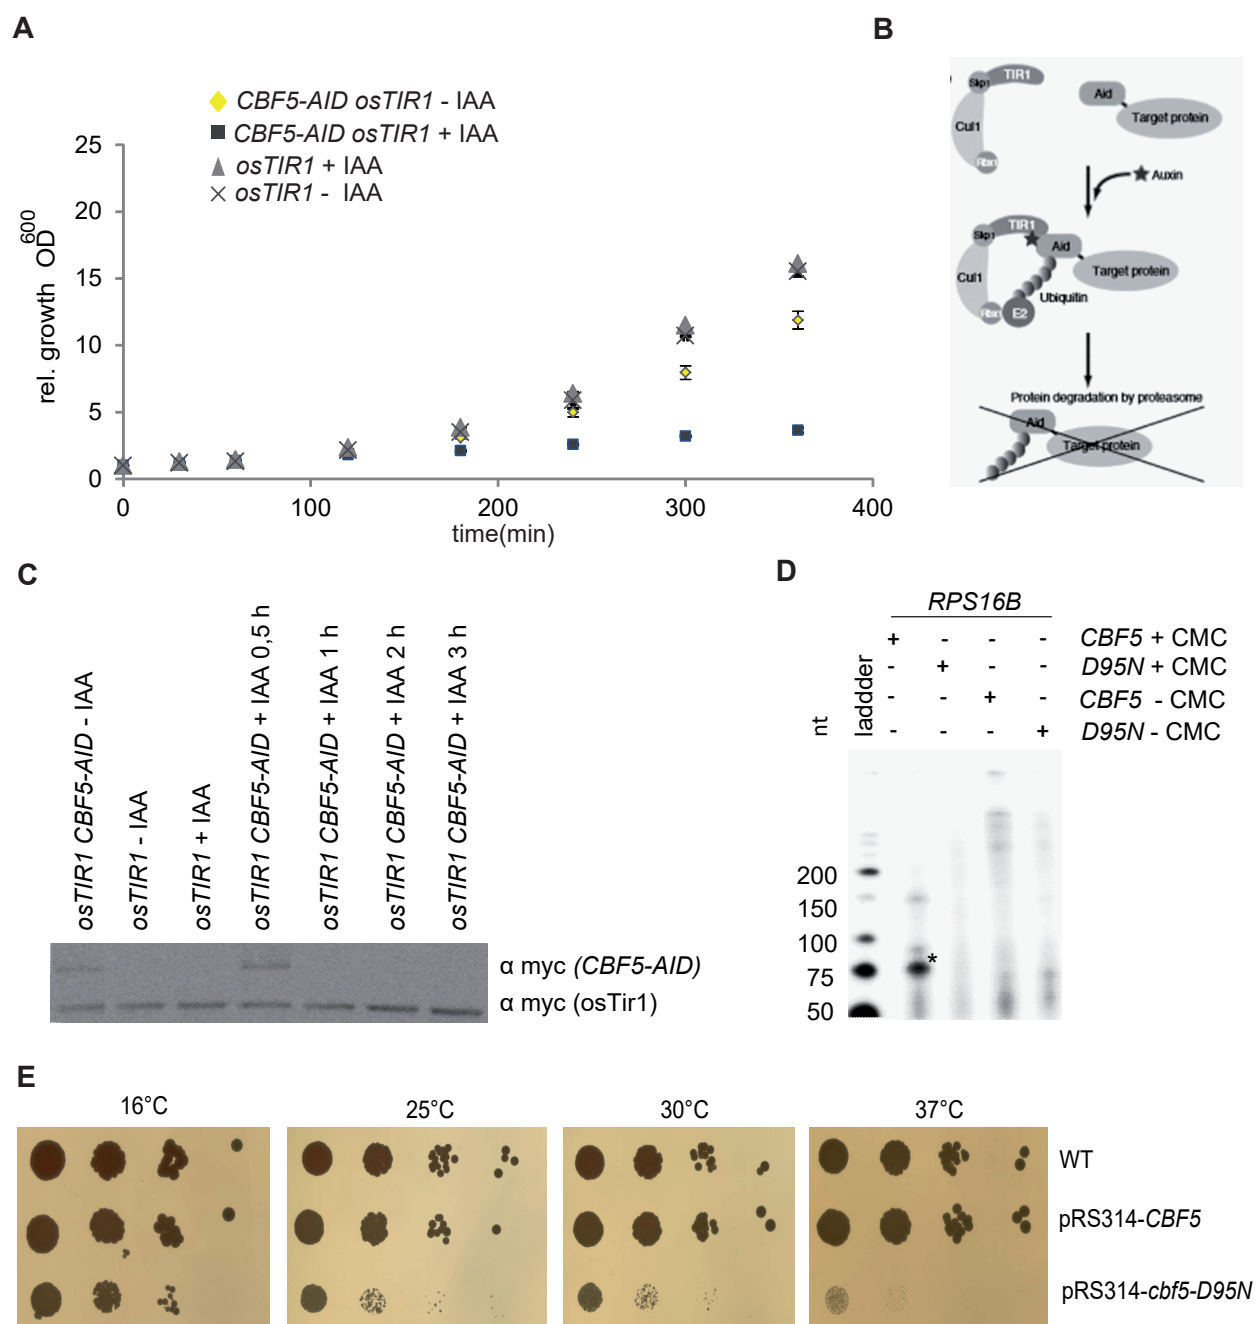 A
CBF5-AID osTIR1 - IAA
CBF5-AID osTIR1 + IAA
osTIR1 + IAA
osTIR1 - IAA
25
20
15
10
5
0
rel. growth OD600
0 100 200 300 400
time(min)
B
Skp1 TIR1
Aid
Target protein
Cul1
Rbx1
Auxin
Skp1 TIR1
Aid
Target protein
Cul1
Ubiquitin
Rbx1 E2
Protein degradation by proteasome
Aid
Target protein
C
osTIR1 CBF5-AID - IAA
osTIR1 - IAA
osTIR1 + IAA
osTIR1 CBF5-AID + IAA 0,5 h
osTIR1 CBF5-AID + IAA 1 h
osTIR1 CBF5-AID + IAA 2 h
osTIR1 CBF5-AID + IAA 3 h
α myc (CBF5-AID)
α myc (osTir1)
D
RPS16B
+ - - - CBF5 + CMC
- + - - D95N + CMC
- - + - CBF5 - CMC
- - - + D95N - CMC
nt
laddder
200
150
100
75
50
*
E
16°C 25°C 30°C 37°C
WT
pRS314-CBF5
pRS314-cbf5-D95N